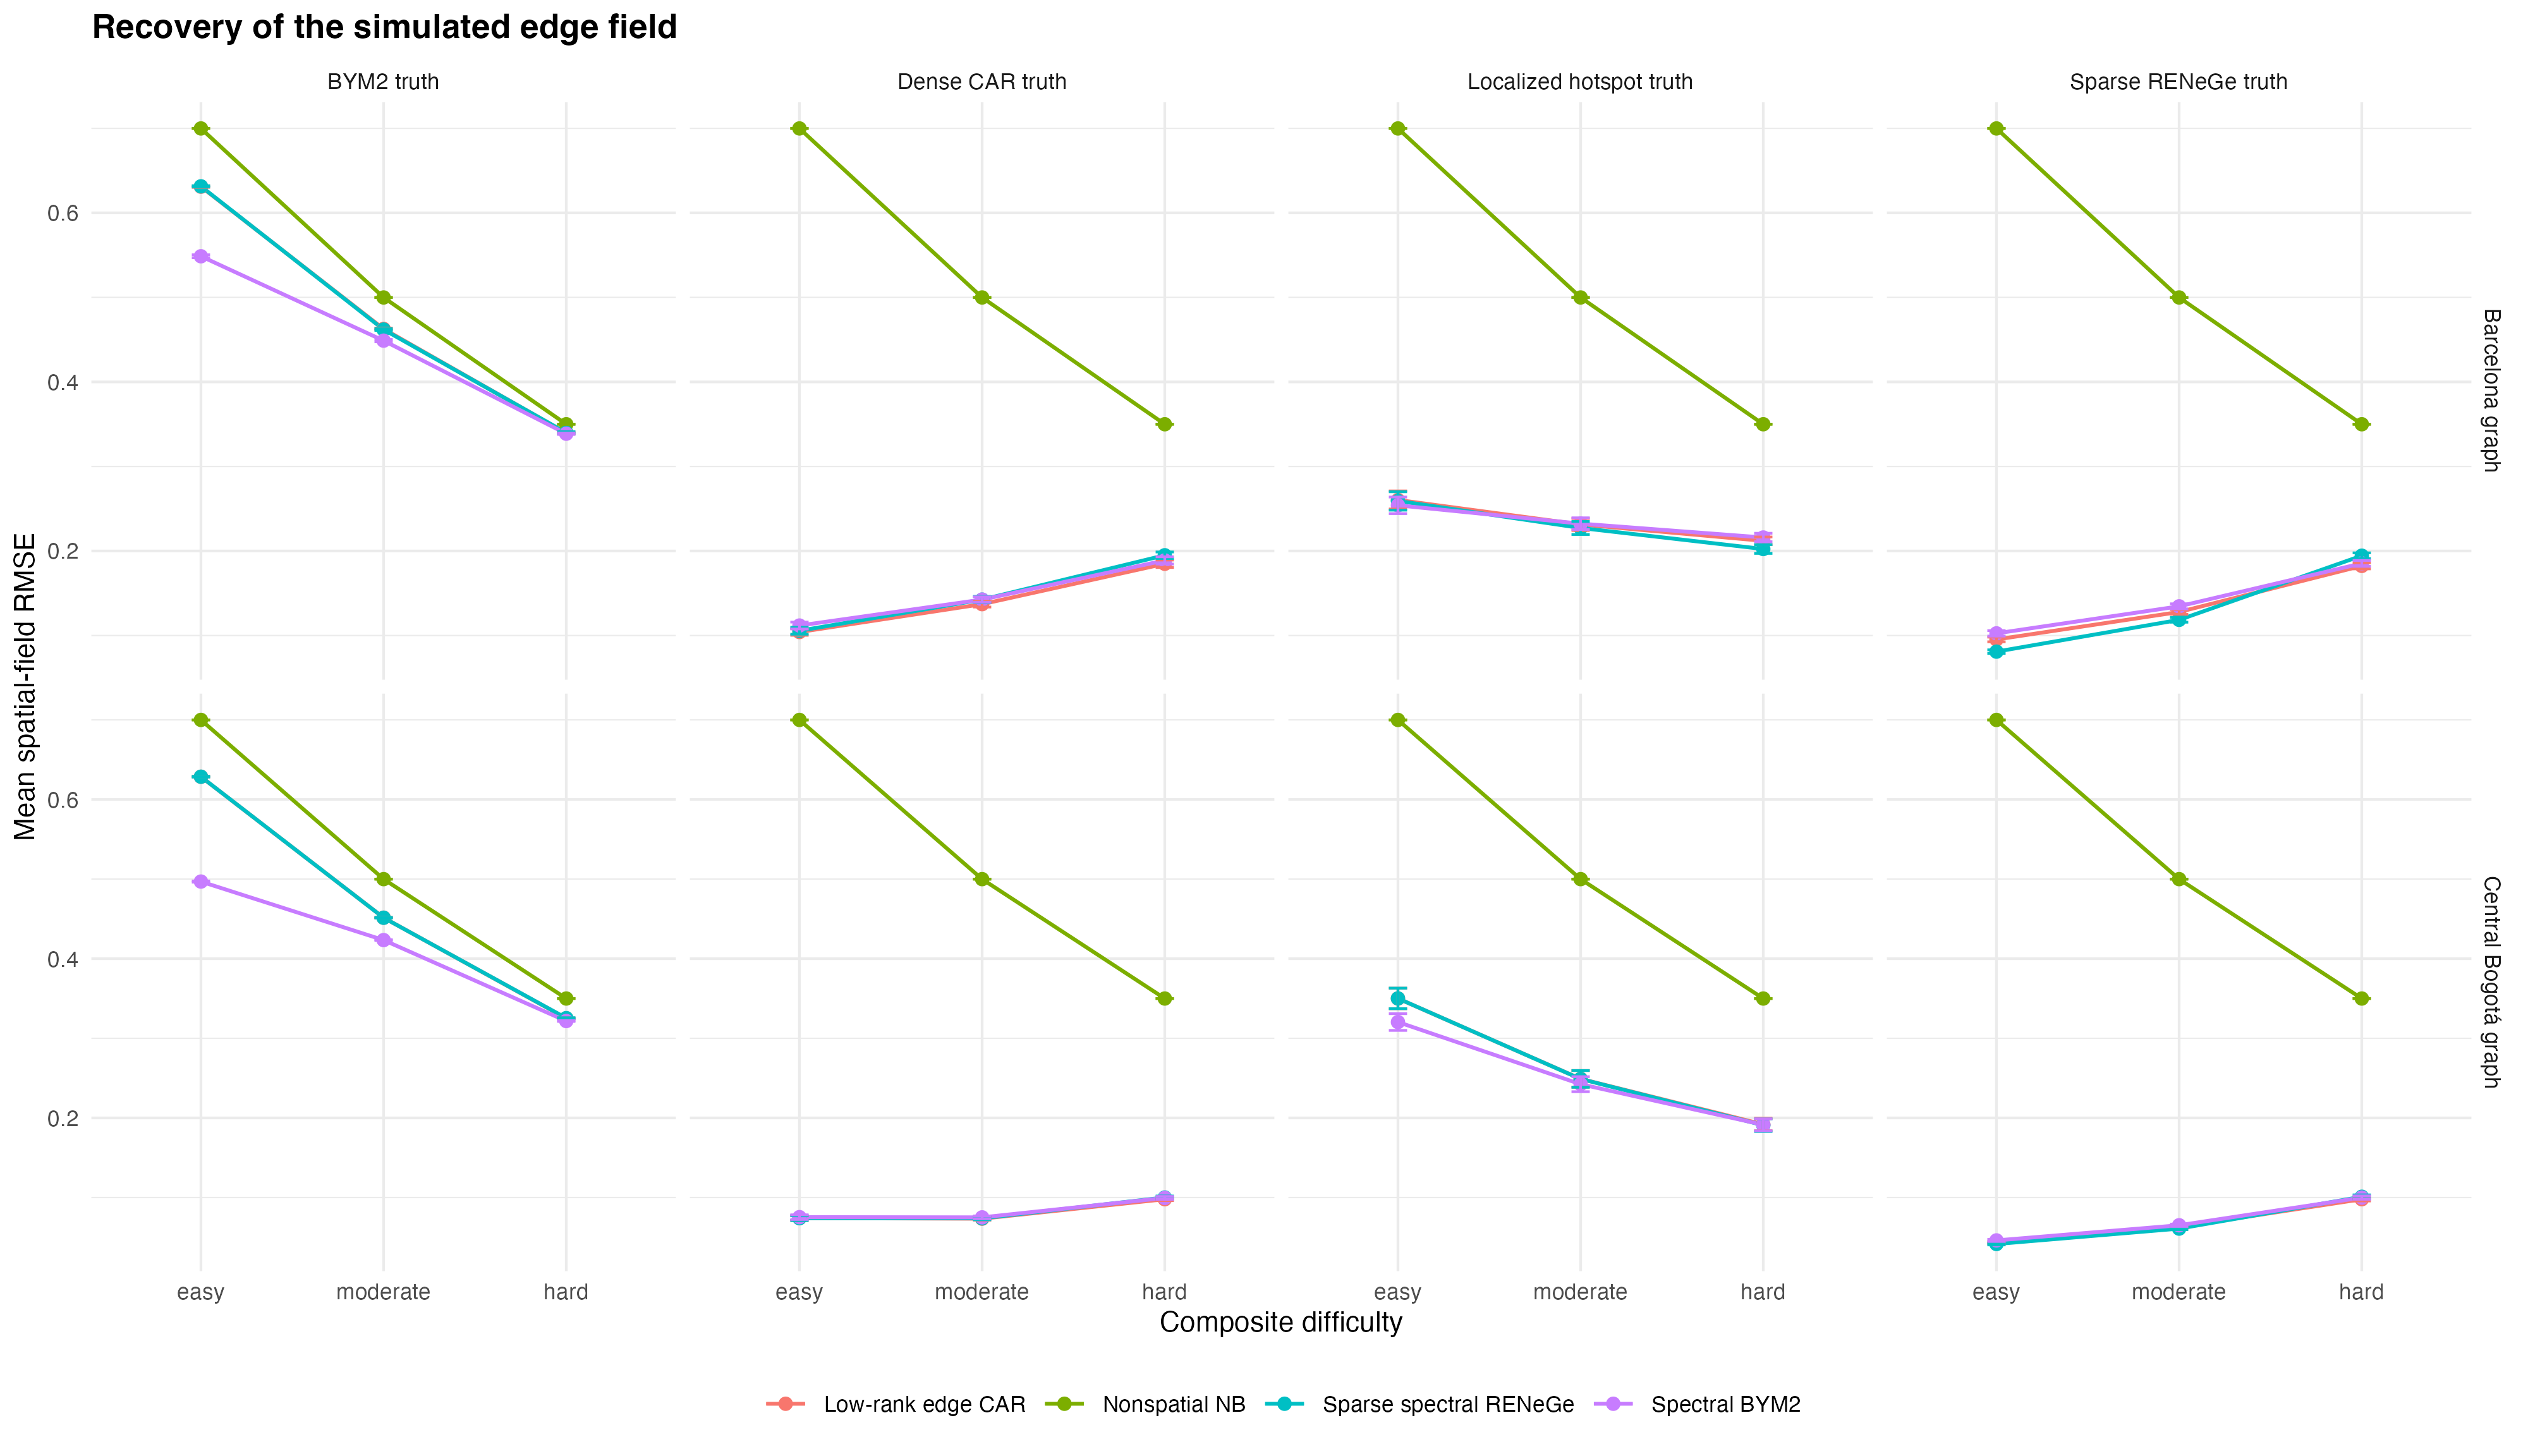 Recovery of the simulated edge field
BYM2 truth
Dense CAR truth
Localized hotspot truth
Sparse RENeGe truth
0.6
0.4
0.2
Barcelona graph
Mean spatial-field RMSE
0.6
0.4
0.2
Central Bogotá graph
easy moderate hard
easy moderate hard
easy moderate hard
easy moderate hard
Composite difficulty
Low-rank edge CAR
Nonspatial NB
Sparse spectral RENeGe
Spectral BYM2